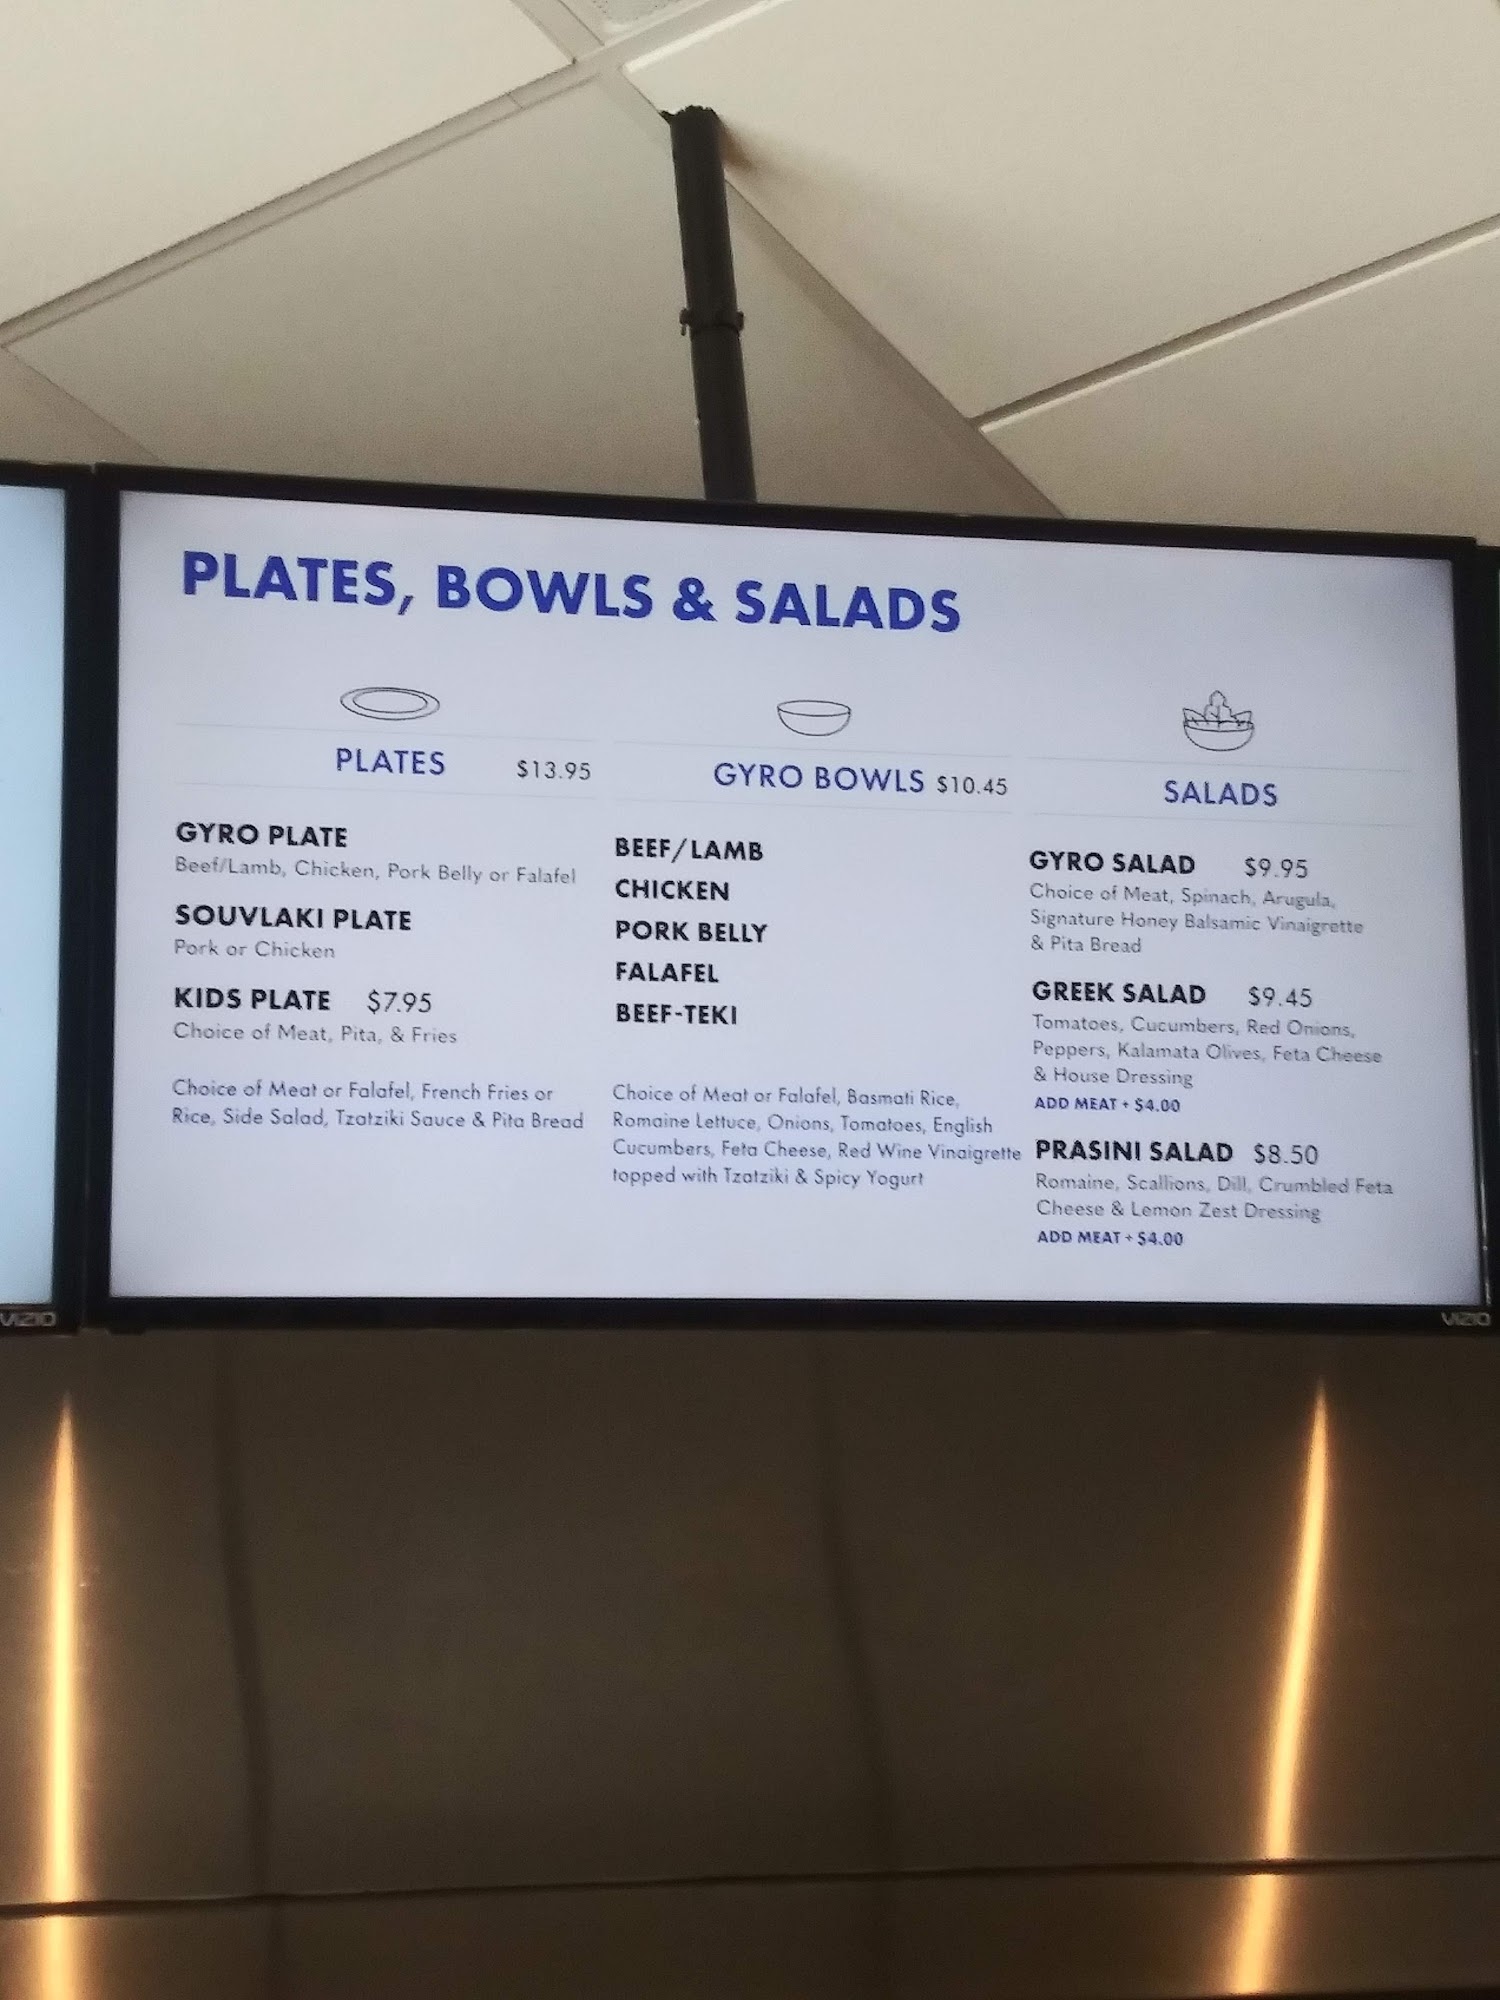 PLATES, BOWLS & SALADS
PLATES $13.95
GYRO PLATE
Beef/Lamb, Chicken, Pork Belly or Falafel
SOUVLAKI PLATE
Pork or Chicken
KIDS PLATE $7.95
Choice of Meat, Pita, & Fries
Choice of Meat or Falafel, French Fries or
Rice, Side Salad, Tzatziki Sauce & Pita Bread
GYRO BOWLS $10.45
BEEF/LAMB
CHICKEN
PORK BELLY
FALAFEL
BEEF-TEKI
Choice of Meat or Falafel, Basmati Rice,
Romaine Lettuce, Onions, Tomatoes, English
Cucumbers, Feta Cheese, Red Wine Vinaigrette
topped with Tzatziki & Spicy Yogurt
SALADS
GYRO SALAD $9.95
Choice of Meat, Spinach, Arugula,
Signature Honey Balsamic Vinaigrette
& Pita Bread
GREEK SALAD $9.45
Tomatoes, Cucumbers, Red Onions,
Peppers, Kalamata Olives, Feta Cheese
& House Dressing
ADD MEAT + $4.00
PRASINI SALAD $8.50
Romaine, Scallions, Dill, Crumbled Feta
Cheese & Lemon Zest Dressing
ADD MEAT + $4.00
VIZIO
VIZIO